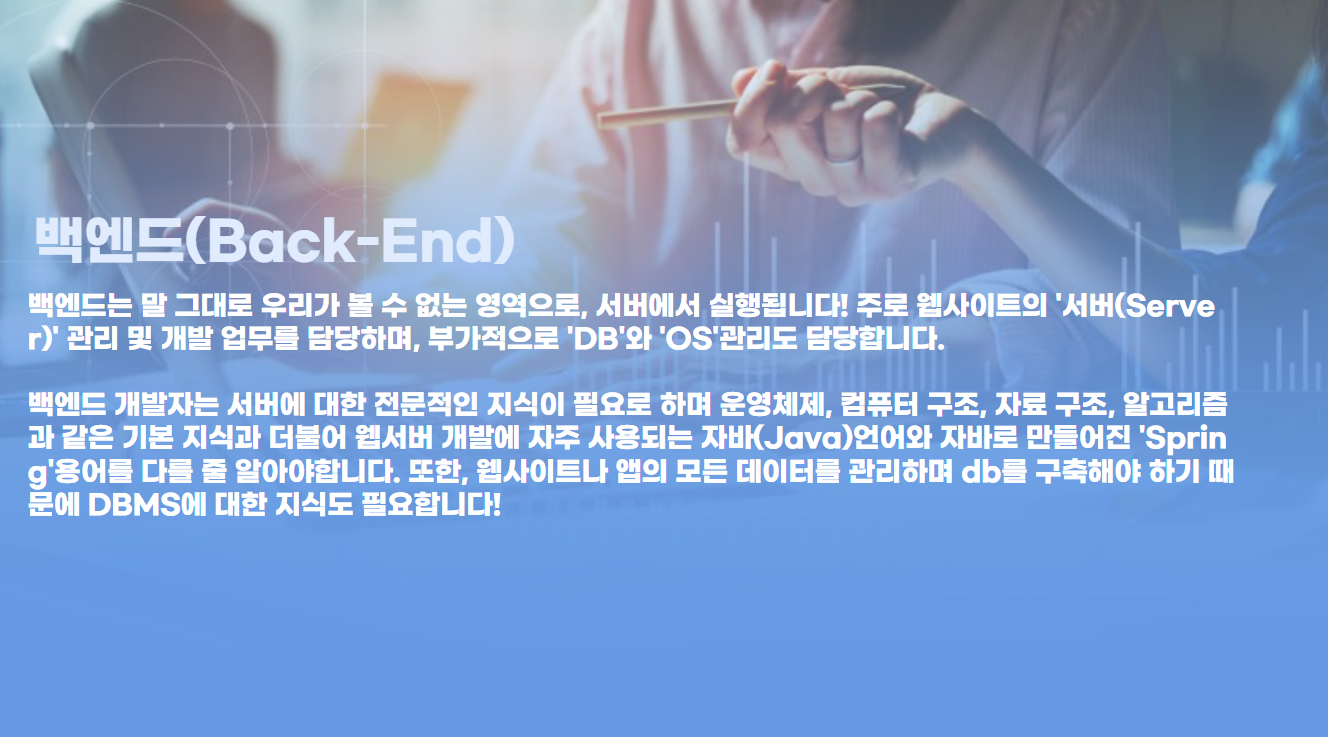 백엔드(Back-End)
백엔드는 말 그대로 우리가 볼 수 없는 영역으로, 서버에서 실행됩니다! 주로 웹사이트의 '서버(Serve
r)' 관리 및 개발 업무를 담당하며, 부가적으로 'DB'와 'OS'관리도 담당합니다.
백엔드 개발자는 서버에 대한 전문적인 지식이 필요로 하며 운영체제, 컴퓨터 구조, 자료 구조, 알고리즘
과 같은 기본 지식과 더불어 웹서버 개발에 자주 사용되는 자바(Java)언어와 자바로 만들어진 'Sprin
g'용어를 다룰 줄 알아야합니다. 또한, 웹사이트나 앱의 모든 데이터를 관리하며 db를 구축해야 하기 때
문에 DBMS에 대한 지식도 필요합니다!